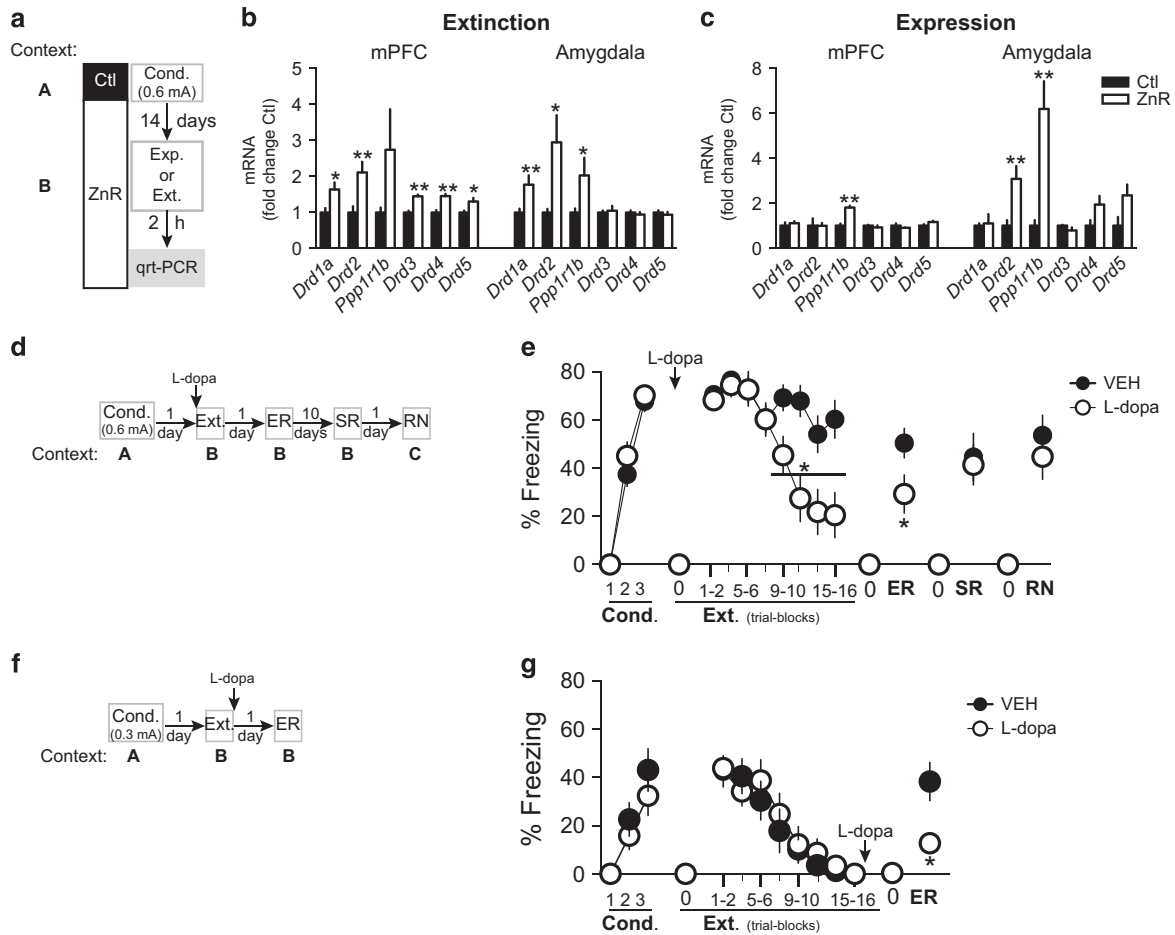 a
Context:
A
B
Ctl
ZnR
Cond.
(0.6 mA)
14 days
Exp.
or
Ext.
2 h
qrt-PCR
b
Extinction
mPFC
Amygdala
mRNA
(fold change Ctl)
5
4
3
2
1
0
* ** ** ** * ** * *
Drd1a Drd2 Ppp1r1b Drd3 Drd4 Drd5
Drd1a Drd2 Ppp1r1b Drd3 Drd4 Drd5
c
Expression
mPFC
Amygdala
Ctl
ZnR
mRNA
(fold change Ctl)
8
6
4
2
0
** ** **
Drd1a Drd2 Ppp1r1b Drd3 Drd4 Drd5
Drd1a Drd2 Ppp1r1b Drd3 Drd4 Drd5
d
L-dopa
Cond.
(0.6 mA)
1
day
Ext.
1
day
ER
10
days
SR
1
day
RN
Context: A B B B C
e
L-dopa
VEH
L-dopa
% Freezing
80
60
40
20
0
*
*
1 2 3 0 1-2 5-6 9-10 15-16 0 ER 0 SR 0 RN
Cond. Ext. (trial-blocks)
f
L-dopa
Cond.
(0.3 mA)
1
day
Ext.
1
day
ER
Context: A B B
g
VEH
L-dopa
% Freezing
80
60
40
20
0
L-dopa
*
1 2 3 0 1-2 5-6 9-10 15-16 0 ER
Cond. Ext. (trial-blocks)